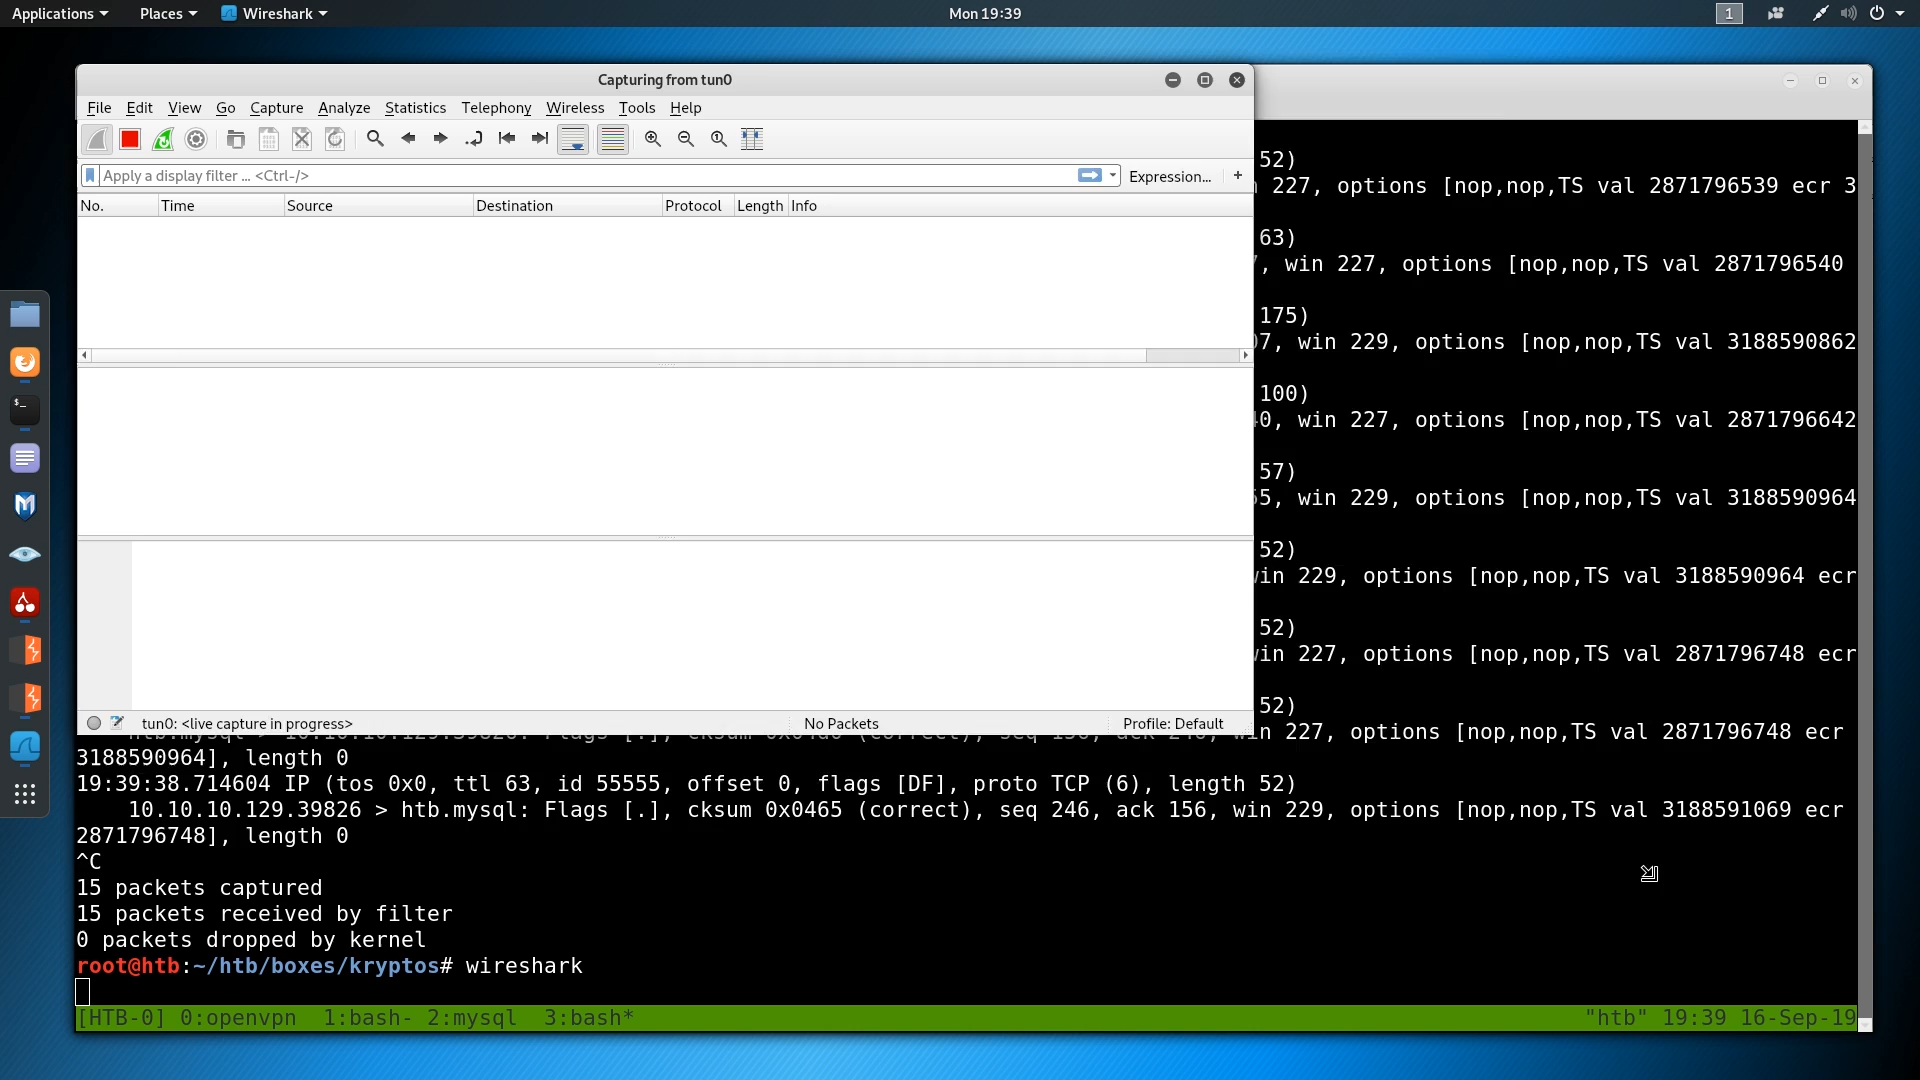 Applications Places Wireshark Mon 19:39 1
Capturing from tun0
File Edit View Go Capture Analyze Statistics Telephony Wireless Tools Help
Apply a display filter ... <Ctrl-/> Expression... +
No. Time Source Destination Protocol Length Info
52)
227, options [nop,nop,TS val 2871796539 ecr 3
63)
, win 227, options [nop,nop,TS val 2871796540
175)
07, win 229, options [nop,nop,TS val 3188590862
100)
0, win 227, options [nop,nop,TS val 2871796642
57)
5, win 229, options [nop,nop,TS val 3188590964
52)
win 229, options [nop,nop,TS val 3188590964 ecr
52)
win 227, options [nop,nop,TS val 2871796748 ecr
52)
tun0: <live capture in progress> No Packets Profile: Default
win 227, options [nop,nop,TS val 2871796748 ecr
3188590964], length 0
19:39:38.714604 IP (tos 0x0, ttl 63, id 55555, offset 0, flags [DF], proto TCP (6), length 52)
10.10.10.129.39826 > htb.mysql: Flags [.], cksum 0x0465 (correct), seq 246, ack 156, win 229, options [nop,nop,TS val 3188591069 ecr
2871796748], length 0
^C
15 packets captured
15 packets received by filter
0 packets dropped by kernel
root@htb:~/htb/boxes/kryptos# wireshark
[HTB-0] 0:openvpn 1:bash- 2:mysql 3:bash* "htb" 19:39 16-Sep-19